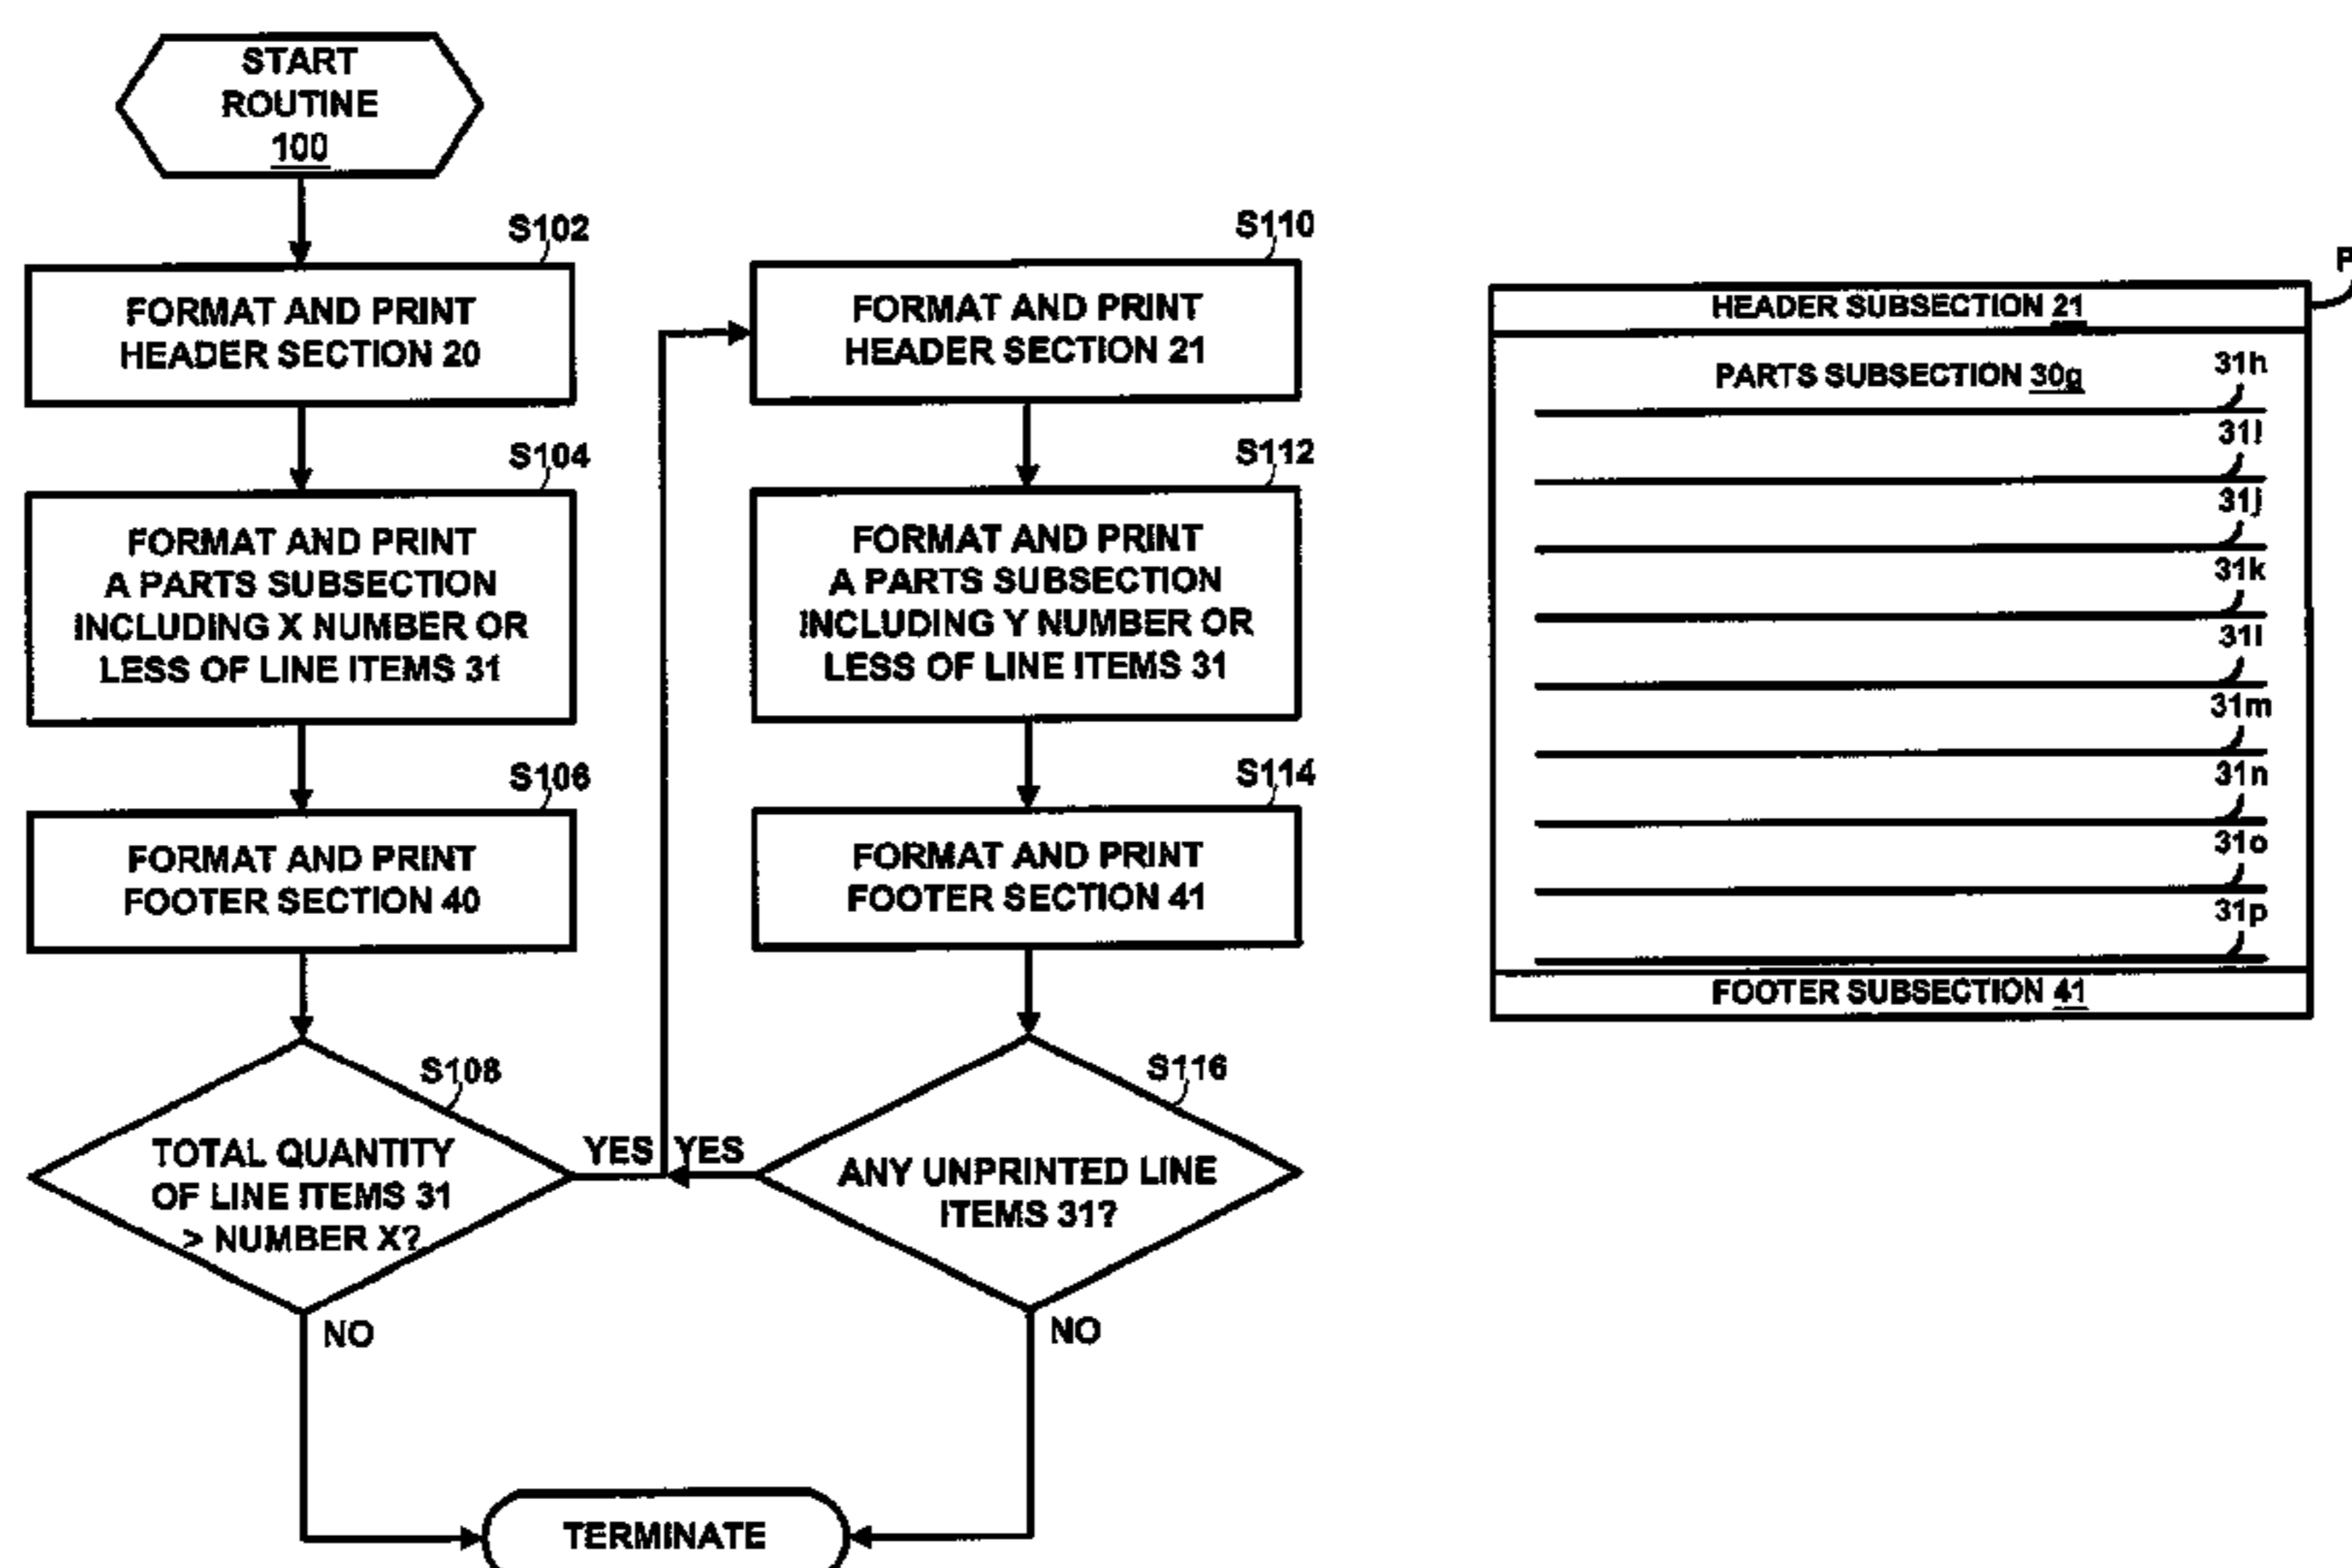 START
ROUTINE
100
S102
FORMAT AND PRINT
HEADER SECTION 20
S104
FORMAT AND PRINT
A PARTS SUBSECTION
INCLUDING X NUMBER OR
LESS OF LINE ITEMS 31
S106
FORMAT AND PRINT
FOOTER SECTION 40
S108
TOTAL QUANTITY
OF LINE ITEMS 31
> NUMBER X?
YES
NO
S110
FORMAT AND PRINT
HEADER SECTION 21
S112
FORMAT AND PRINT
A PARTS SUBSECTION
INCLUDING Y NUMBER OR
LESS OF LINE ITEMS 31
S114
FORMAT AND PRINT
FOOTER SECTION 41
S116
ANY UNPRINTED LINE
ITEMS 31?
YES
NO
TERMINATE
HEADER SUBSECTION 21
PARTS SUBSECTION 30g
31h
31i
31j
31k
31l
31m
31n
31o
31p
FOOTER SUBSECTION 41